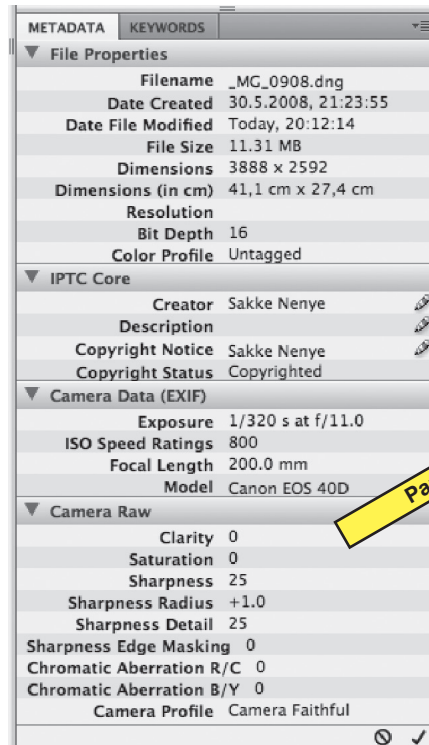 METADATA KEYWORDS
File Properties
Filename _MG_0908.dng
Date Created 30.5.2008, 21:23:55
Date File Modified Today, 20:12:14
File Size 11.31 MB
Dimensions 3888 x 2592
Dimensions (in cm) 41,1 cm x 27,4 cm
Resolution
Bit Depth 16
Color Profile Untagged
IPTC Core
Creator Sakke Nenye
Description
Copyright Notice Sakke Nenye
Copyright Status Copyrighted
Camera Data (EXIF)
Exposure 1/320 s at f/11.0
ISO Speed Ratings 800
Focal Length 200.0 mm
Model Canon EOS 40D
Camera Raw
Clarity 0
Saturation 0
Sharpness 25
Sharpness Radius +1.0
Sharpness Detail 25
Sharpness Edge Masking 0
Chromatic Aberration R/C 0
Chromatic Aberration B/Y 0
Camera Profile Camera Faithful